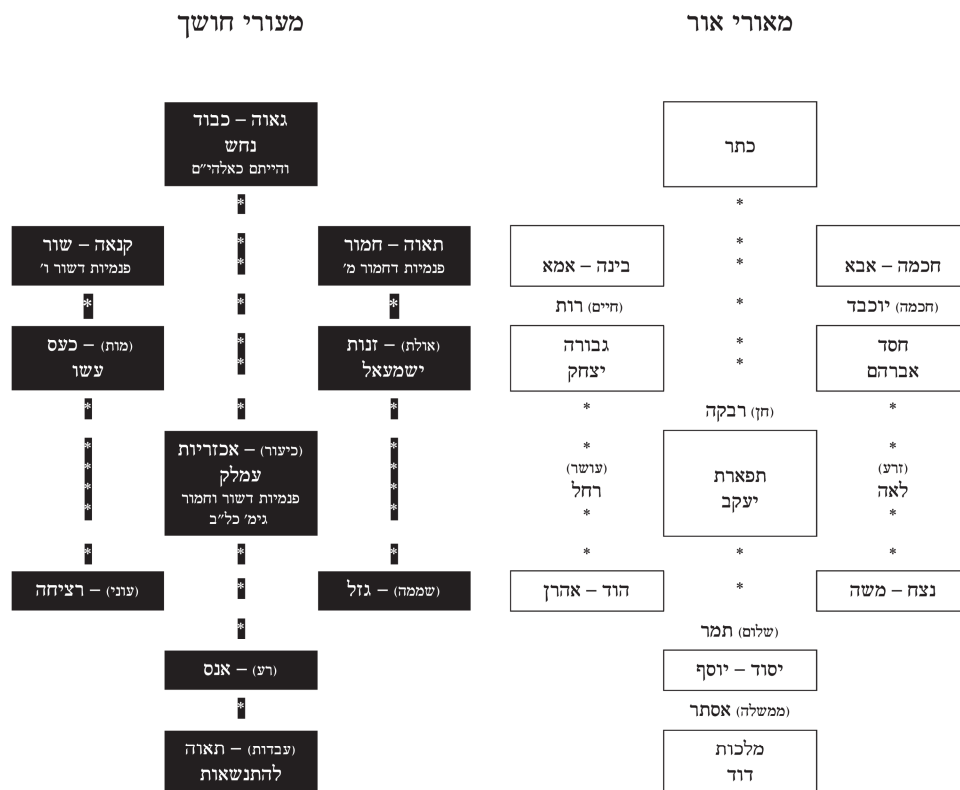 מאורי אור
כתר
חכמה – אבא
בינה – אמא
(חכמה) יוכבד
(חיים) רות
חסד
אברהם
גבורה
יצחק
(חן) רבקה
(זרע)
לאה
תפארת
יעקב
(עושר)
רחל
נצח – משה
הוד – אהרן
(שלום) תמר
יסוד – יוסף
(ממשלה) אסתר
מלכות
דוד
מעורי חושך
גאוה – כבוד
נחש
והייתם כאלהי״ם
תאוה – חמור
פנמיות דחמור מ׳
קנאה – שור
פנמיות דשור ו׳
(אולת) – זנות
ישמעאל
(מות) – כעס
עשו
(כיעור) – אכזריות
עמלק
פנמיות דשור וחמור
גימ׳ כל״ב
(שממה) – גזל
(עוני) – רציחה
(רע) – אנס
(עבדות) – תאוה
להתנשאות